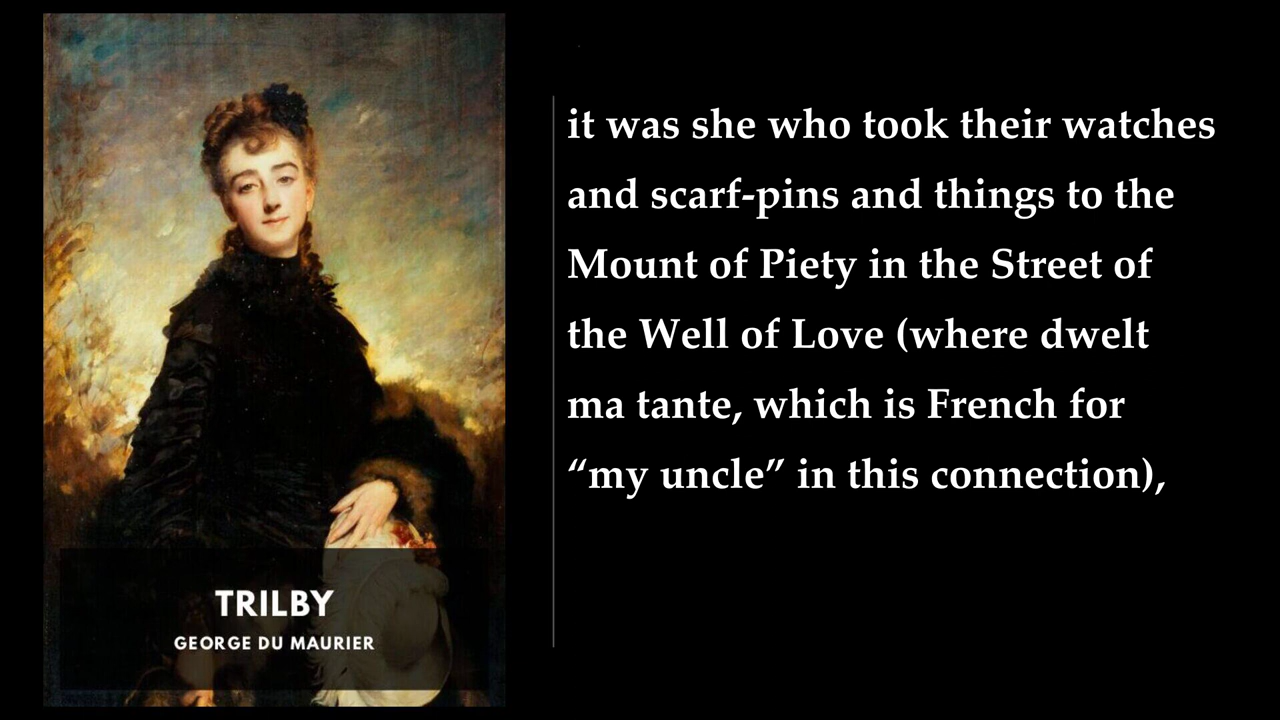 it was she who took their watches
and scarf-pins and things to the
Mount of Piety in the Street of
the Well of Love (where dwelt
ma tante, which is French for
“my uncle” in this connection),
TRILBY
GEORGE DU MAURIER